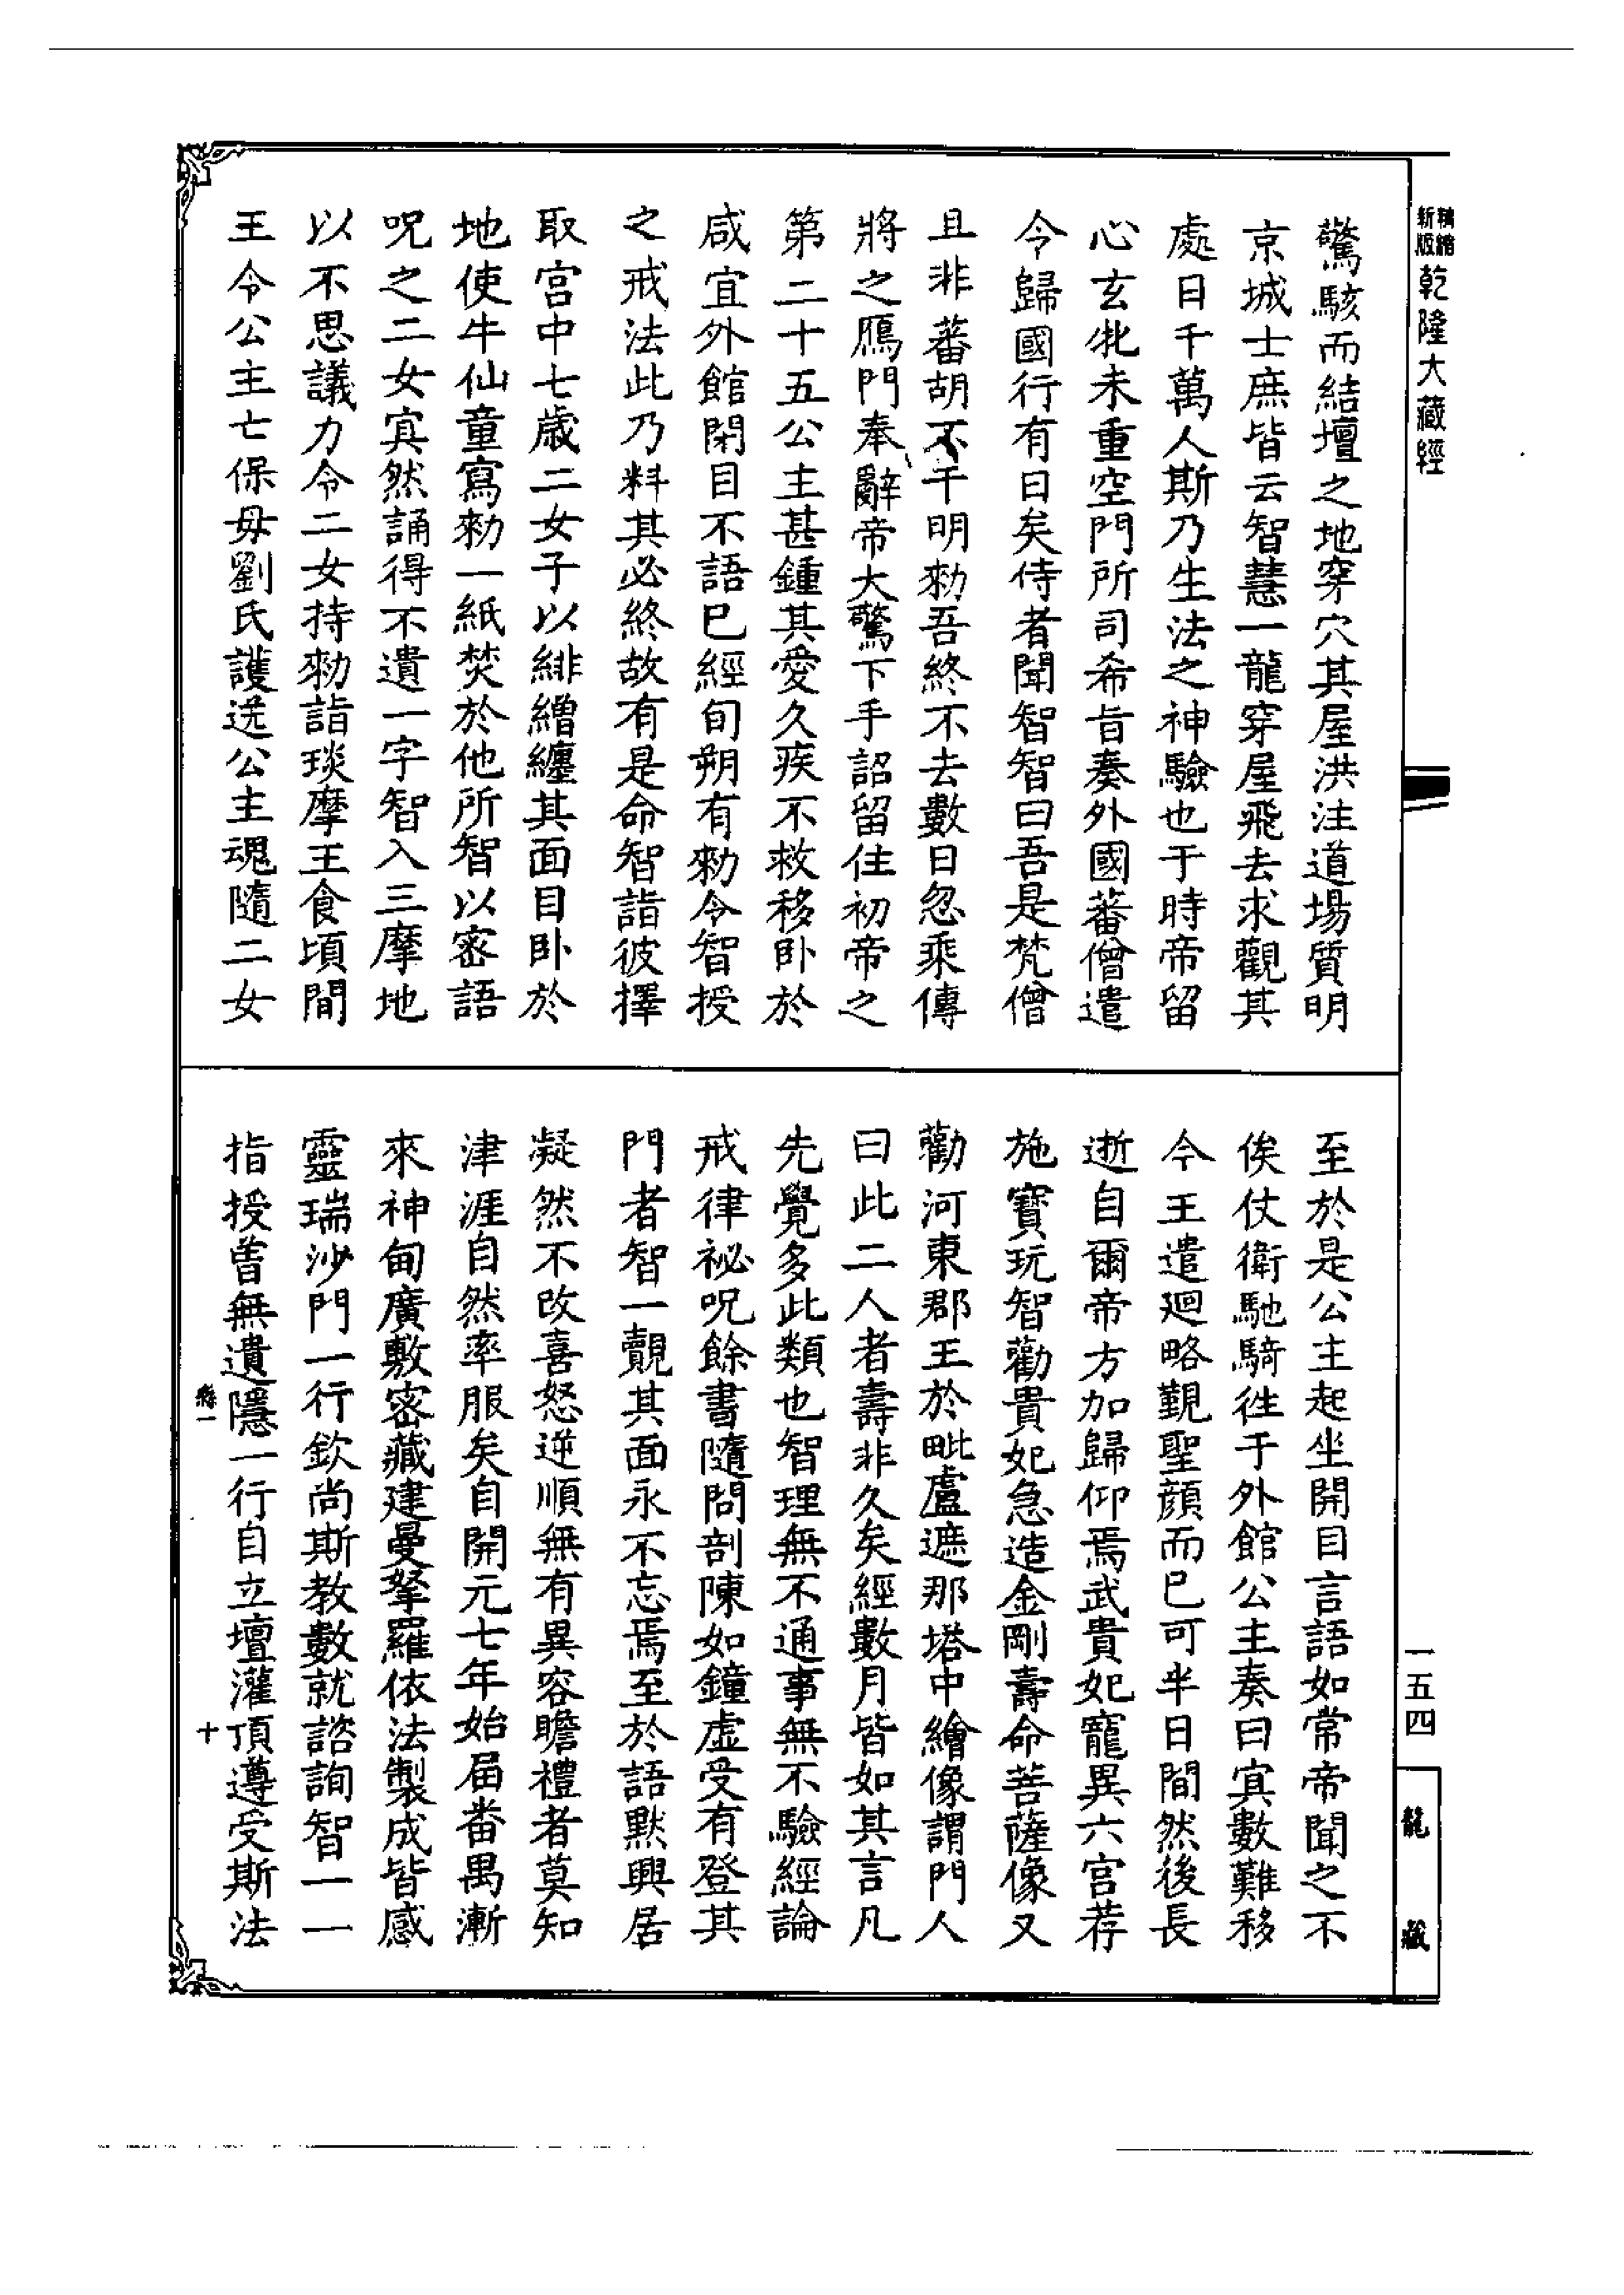 精縮新版乾隆大藏經
驚駭而結壇之地穿穴其屋洪注道場質明
京城士庶皆云智慧一龍穿屋飛去求觀其
處日千萬人斯乃生法之神驗也于時帝留
心玄牝未重空門所司希旨奏外國蕃僧遣
令歸國行有日矣侍者聞智智曰吾是梵僧
且非蕃胡不干明勑吾終不去數日忽乘傳
將之鴈門奉辭帝大驚下手詔留住初帝之
第二十五公主甚鍾其愛久疾不救移卧於
咸宜外館閉目不語已經旬朔有勑令智授
之戒法此乃料其必終故有是命智詣彼擇
取宮中七歲二女子以緋繒纏其面目卧於
地使牛仙童寫勑一紙焚於他所智以密語
呪之二女冥然誦得不遺一字智入三摩地
以不思議力令二女持勑詣琰摩王食頃間
王令公主七保母劉氏護送公主魂隨二女
至於是公主起坐開目言語如常帝聞之不
俟仗衛馳騎徃于外館公主奏曰冥數難移
今王遣廻略覲聖顏而已可半日間然後長
逝自爾帝方加歸仰焉武貴妃寵異六宮荐
施寶玩智勸貴妃急造金剛壽命菩薩像又
勸河東郡王於毗盧遮那塔中繪像謂門人
曰此二人者壽非久矣經數月皆如其言凡
先覺多此類也智理無不通事無不驗經論
戒律祕呪餘書隨問剖陳如鐘虛受有登其
門者智一覿其面永不忘焉至於語默興居
凝然不改喜怒逆順無有異容瞻禮者莫知
津涯自然率服矣自開元七年始届番禺漸
來神甸廣敷密藏建曼拏羅依法製成皆感
靈瑞沙門一行欽尚斯教數就諮詢智一一
指授曾無遺隱一行自立壇灌頂遵受斯法
十
一五四
龍藏